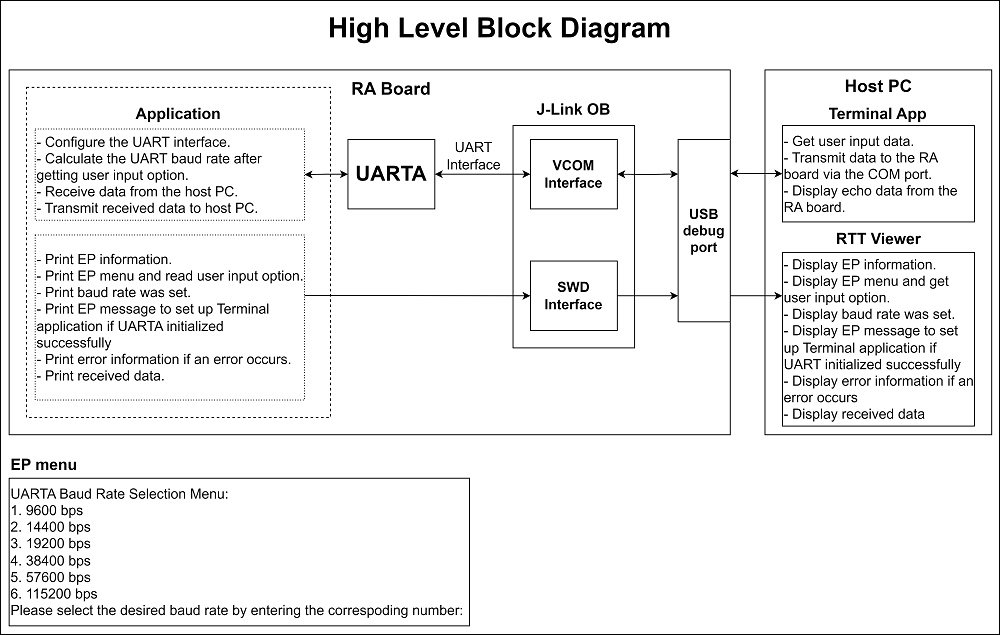 High Level Block Diagram
RA Board
Application
- Configure the UART interface.
- Calculate the UART baud rate after
getting user input option.
- Receive data from the host PC.
- Transmit received data to host PC.
- Print EP information.
- Print EP menu and read user input option.
- Print baud rate was set.
- Print EP message to set up Terminal
application if UARTA initialized
successfully
- Print error information if an error occurs.
- Print received data.
UARTA
UART
Interface
J-Link OB
VCOM
Interface
SWD
Interface
USB
debug
port
Host PC
Terminal App
- Get user input data.
- Transmit data to the RA
board via the COM port.
- Display echo data from the
RA board.
RTT Viewer
- Display EP information.
- Display EP menu and get
user input option.
- Display baud rate was set.
- Display EP message to set
up Terminal application if
UART initialized successfully
- Display error information if an
error occurs
- Display received data
EP menu
UARTA Baud Rate Selection Menu:
1. 9600 bps
2. 14400 bps
3. 19200 bps
4. 38400 bps
5. 57600 bps
6. 115200 bps
Please select the desired baud rate by entering the correspoding number: